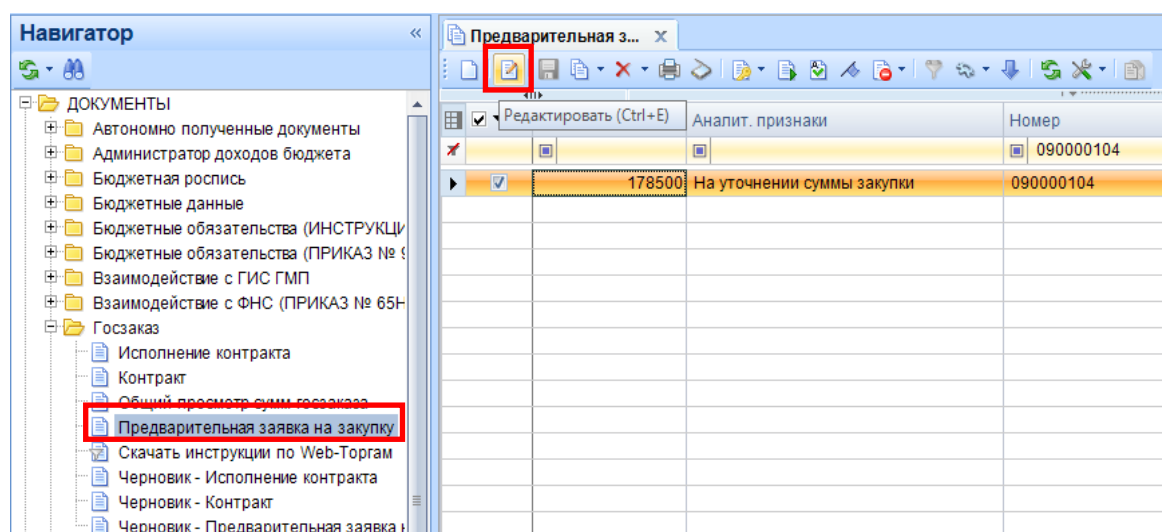 Навигатор
Предварительная з... x
Редактировать (Ctrl+E)
Аналит. признаки
Номер
090000104
178500
На уточнении суммы закупки
090000104
ДОКУМЕНТЫ
Автономно полученные документы
Администратор доходов бюджета
Бюджетная роспись
Бюджетные данные
Бюджетные обязательства (ИНСТРУКЦИ
Бюджетные обязательства (ПРИКАЗ № 9
Взаимодействие с ГИС ГМП
Взаимодействие с ФНС (ПРИКАЗ № 65Н
Госзаказ
Исполнение контракта
Контракт
Общий просмотр сумм госзаказа
Предварительная заявка на закупку
Скачать инструкции по Web-Торгам
Черновик - Исполнение контракта
Черновик - Контракт
Черновик - Предварительная заявка н